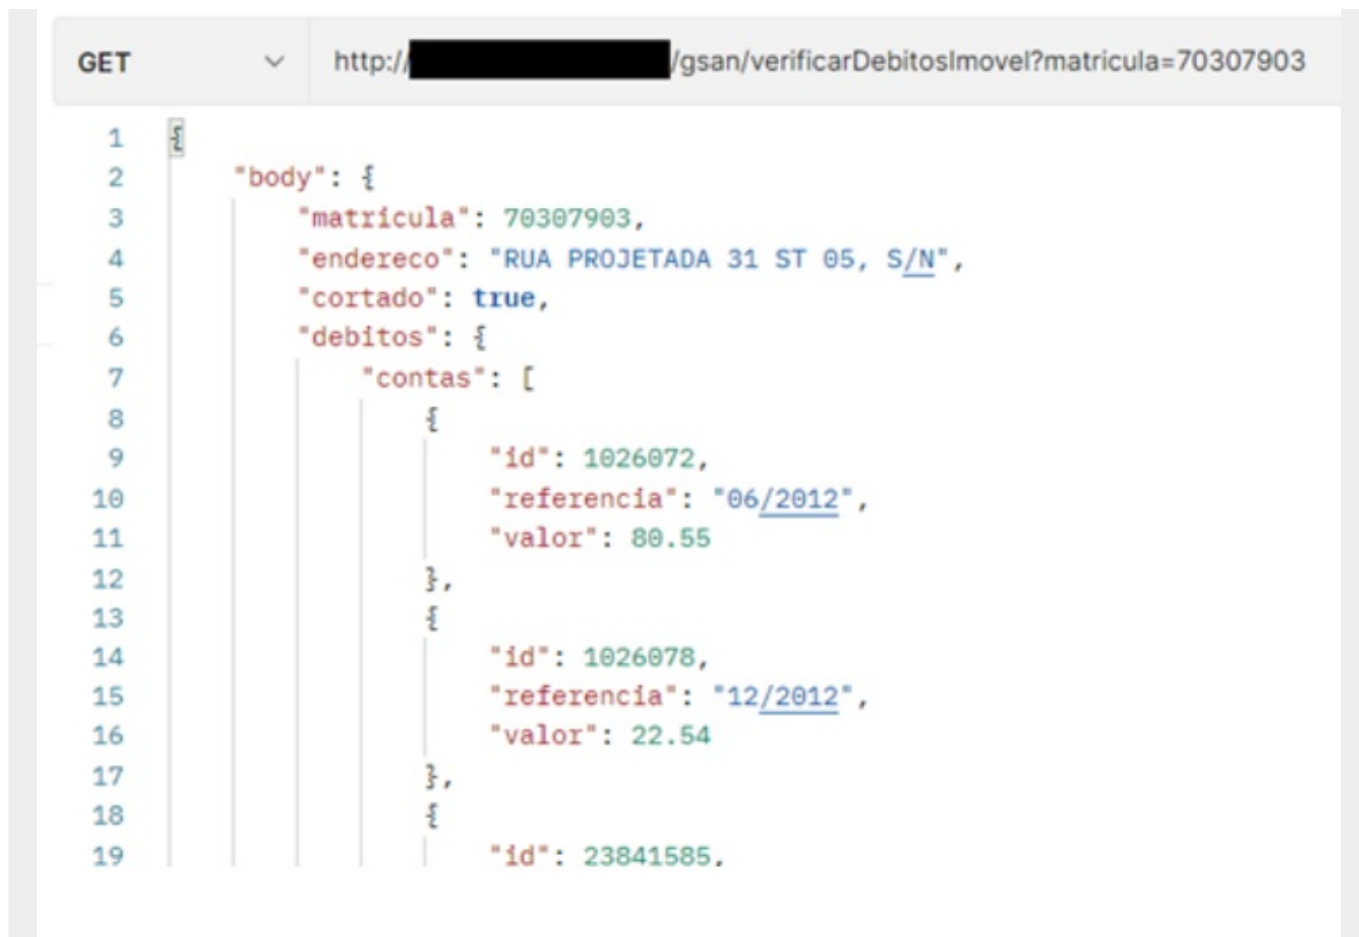 GET http:// /gsan/verificarDebitosImovel?matricula=70307903
1 {
2 "body": {
3 "matricula": 70307903,
4 "endereco": "RUA PROJETADA 31 ST 05, S/N",
5 "cortado": true,
6 "debitos": {
7 "contas": [
8 {
9 "id": 1026072,
10 "referencia": "06/2012",
11 "valor": 80.55
12 },
13 {
14 "id": 1026078,
15 "referencia": "12/2012",
16 "valor": 22.54
17 },
18 {
19 "id": 23841585,